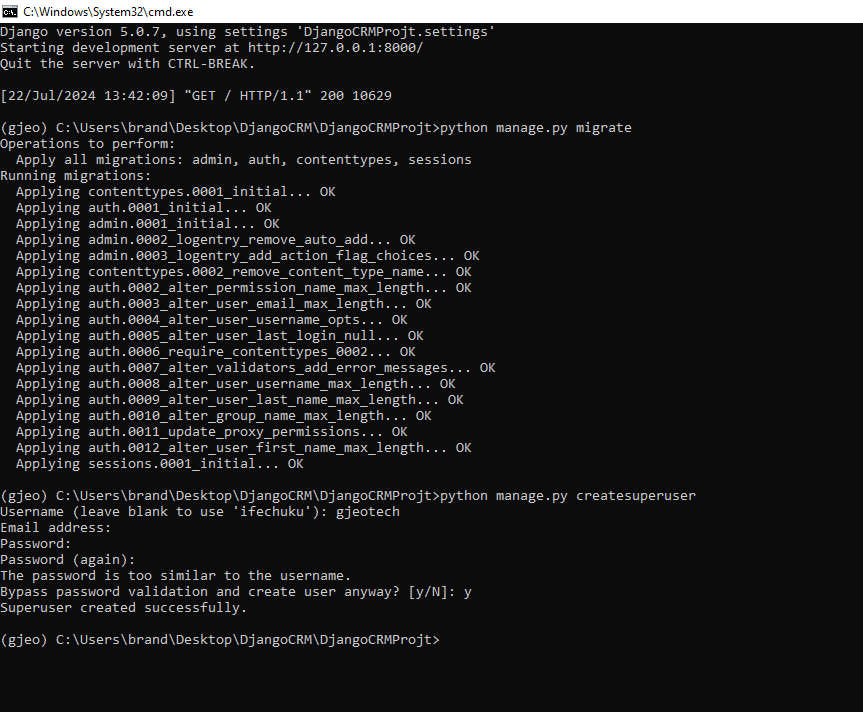 C:\Windows\System32\cmd.exe
Django version 5.0.7, using settings 'DjangoCRMProjt.settings'
Starting development server at http://127.0.0.1:8000/
Quit the server with CTRL-BREAK.
[22/Jul/2024 13:42:09] "GET / HTTP/1.1" 200 10629
(gjeo) C:\Users\brand\Desktop\DjangoCRM\DjangoCRMProjt>python manage.py migrate
Operations to perform:
  Apply all migrations: admin, auth, contenttypes, sessions
Running migrations:
  Applying contenttypes.0001_initial... OK
  Applying auth.0001_initial... OK
  Applying admin.0001_initial... OK
  Applying admin.0002_logentry_remove_auto_add... OK
  Applying admin.0003_logentry_add_action_flag_choices... OK
  Applying contenttypes.0002_remove_content_type_name... OK
  Applying auth.0002_alter_permission_name_max_length... OK
  Applying auth.0003_alter_user_email_max_length... OK
  Applying auth.0004_alter_user_username_opts... OK
  Applying auth.0005_alter_user_last_login_null... OK
  Applying auth.0006_require_contenttypes_0002... OK
  Applying auth.0007_alter_validators_add_error_messages... OK
  Applying auth.0008_alter_user_username_max_length... OK
  Applying auth.0009_alter_user_last_name_max_length... OK
  Applying auth.0010_alter_group_name_max_length... OK
  Applying auth.0011_update_proxy_permissions... OK
  Applying auth.0012_alter_user_first_name_max_length... OK
  Applying sessions.0001_initial... OK
(gjeo) C:\Users\brand\Desktop\DjangoCRM\DjangoCRMProjt>python manage.py createsuperuser
Username (leave blank to use 'ifechuku'): gjeotech
Email address:
Password:
Password (again):
The password is too similar to the username.
Bypass password validation and create user anyway? [y/N]: y
Superuser created successfully.
(gjeo) C:\Users\brand\Desktop\DjangoCRM\DjangoCRMProjt>